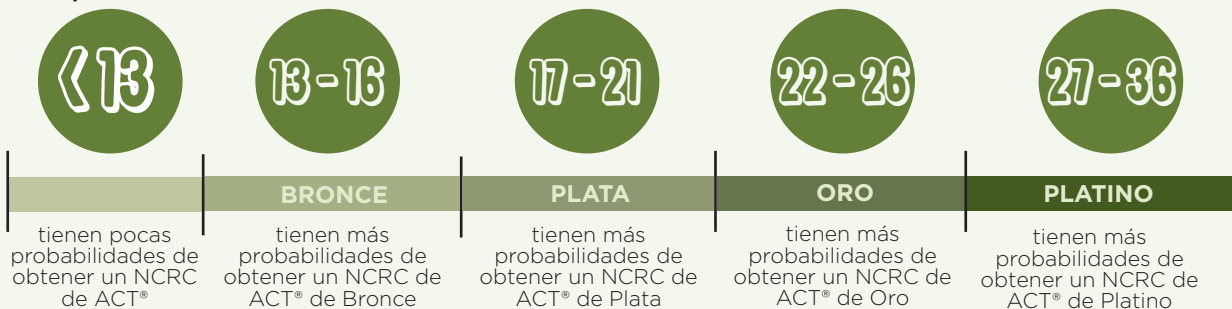 < 13
13 - 16
17 - 21
22 - 26
27 - 36
BRONCE
PLATA
ORO
PLATINO
tienen pocas
probabilidades de
obtener un NCRC
de ACT®
tienen más
probabilidades de
obtener un NCRC de
ACT® de Bronce
tienen más
probabilidades de
obtener un NCRC de
ACT® de Plata
tienen más
probabilidades de
obtener un NCRC de
ACT® de Oro
tienen más
probabilidades de
obtener un NCRC de
ACT® de Platino